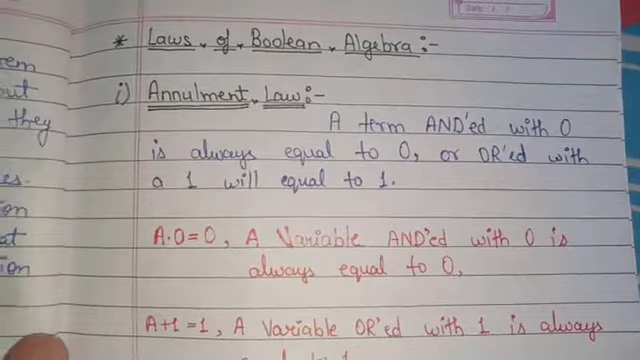 * Laws of Boolean Algebra :-
i) Annulment Law :-
A term AND'ed with 0
is always equal to 0, or OR'ed with
a 1 will equal to 1.
A·0=0, A Variable AND'ed with 0 is
always equal to 0,
A+1=1, A Variable OR'ed with 1 is always
they